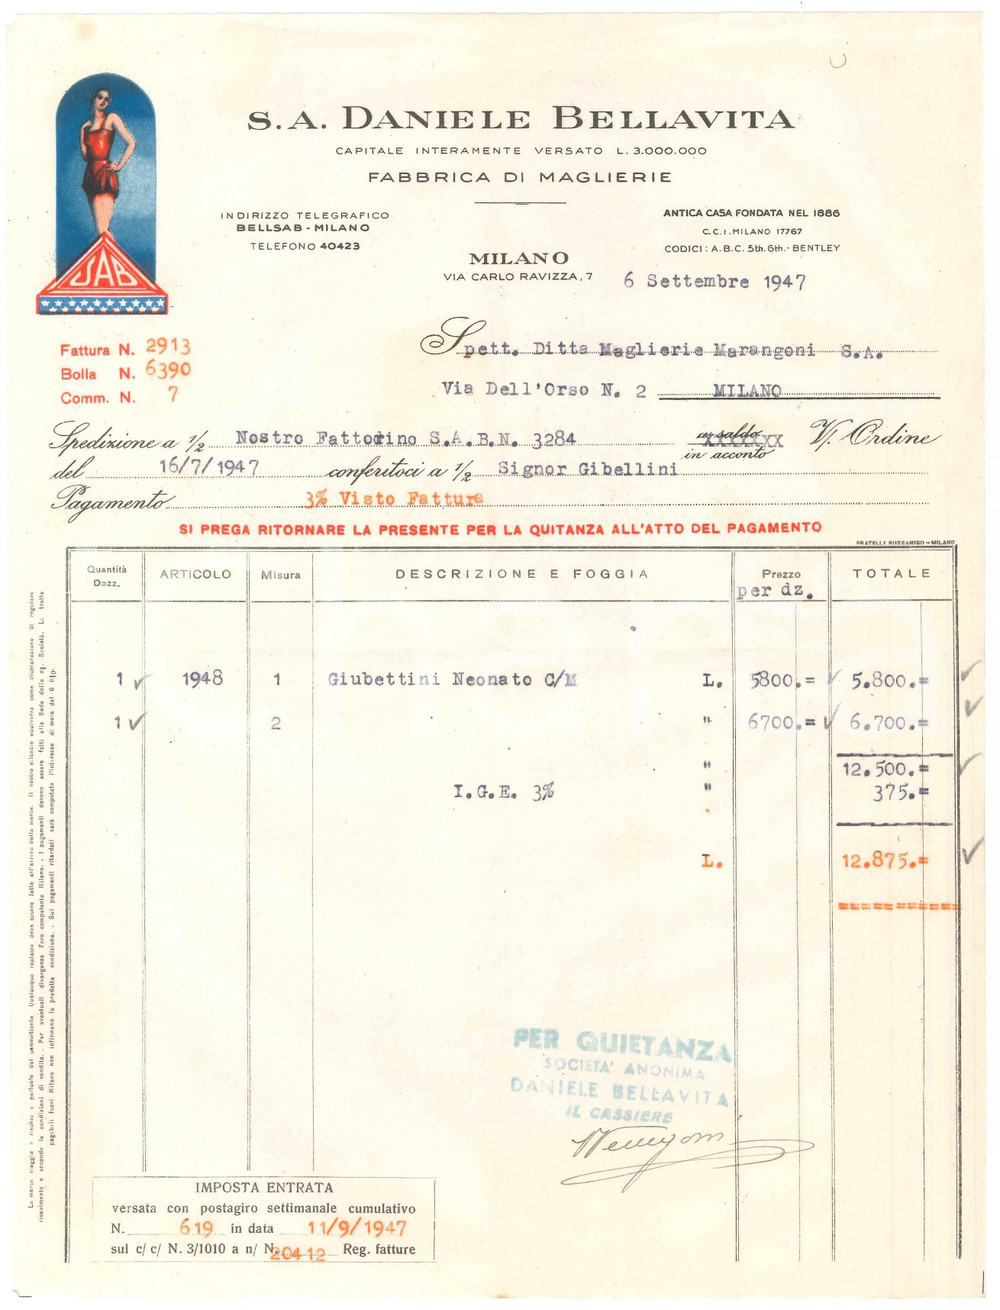 S.A. DANIELE BELLAVITA
CAPITALE INTERAMENTE VERSATO L. 3.000.000
FABBRICA DI MAGLIERIE
INDIRIZZO TELEGRAFICO
BELLSAB - MILANO
TELEFONO 40423
ANTICA CASA FONDATA NEL 1886
C.C.I. MILANO 17767
CODICI: A.B.C. 5th. 6th. - BENTLEY
MILANO
VIA CARLO RAVIZZA, 7
6 Settembre 1947
SAB
Fattura N. 2913
Bolla N. 6390
Comm. N. 7
Spett. Ditta Maglierie Marangoni S.A.
Via Dell'Orso N. 2 MILANO
Spedizione a 1/2 Nostro Fattorino S.A.B.N. 3284 a saldo in acconto V/. Ordine
del 16/7/1947 conferitoci a 1/2 Signor Gibellini
Pagamento 3% Visto Fattura
SI PREGA RITORNARE LA PRESENTE PER LA QUITANZA ALL'ATTO DEL PAGAMENTO
Quantità Dozz. ARTICOLO Misura DESCRIZIONE E FOGGIA Prezzo per dz. TOTALE
1 1948 1 Giubettini Neonato C/M L. 5800.= 5.800.=
1 2 " 6700.= 6.700.=
" 12.500.=
I.G.E. 3% " 375.=
L. 12.875.=
PER QUIETANZA
SOCIETA' ANONIMA
DANIELE BELLAVITA
IL CASSIERE
IMPOSTA ENTRATA
versata con postagiro settimanale cumulativo
N. 619 in data 11/9/1947
sul c/c/ N. 3/1010 a n/ N. 20412 Reg. fatture